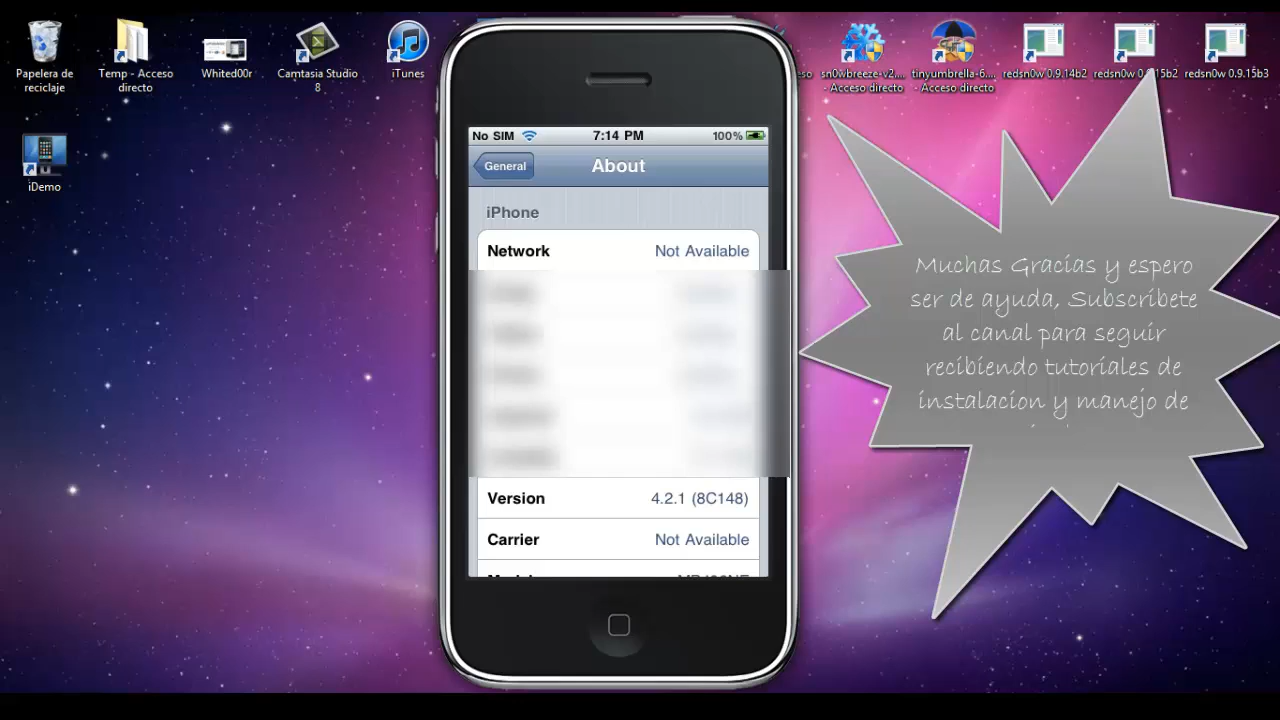 Papelera de
reciclaje
Temp - Acceso
directo
Whited00r
Camtasia Studio
8
iTunes
sn0wbreeze-v2....
- Acceso directo
tinyumbrella-6....
- Acceso directo
redsn0w 0.9.14b2
redsn0w 0.9.15b3
iDemo
No SIM
7:14 PM
100%
General
About
iPhone
Network
Not Available
Version
4.2.1 (8C148)
Carrier
Not Available
Muchas Gracias y espero
ser de ayuda, Subscribete
al canal para seguir
recibiendo tutoriales de
instalacion y manejo de